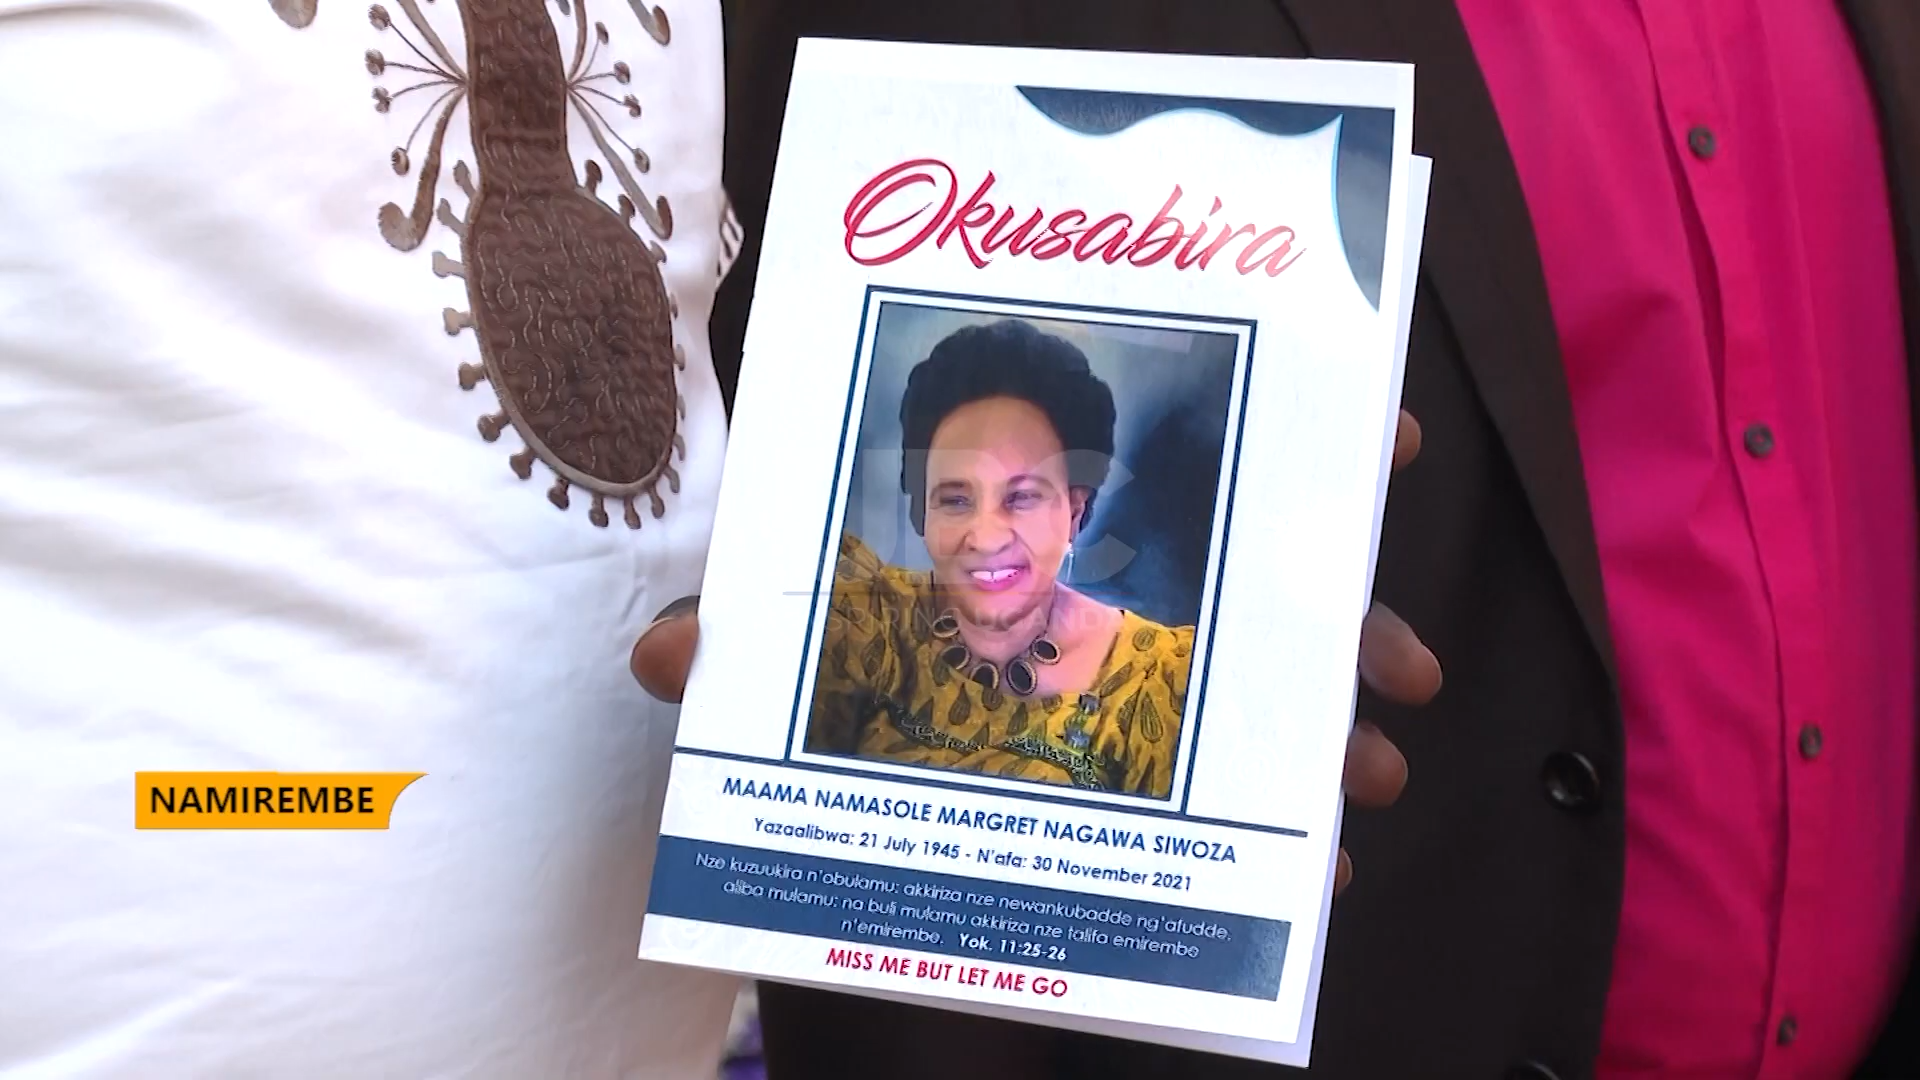 Okusabira
MAAMA NAMASOLE MARGRET NAGAWA SIWOZA
Yazaalibwa: 21 July 1945 - N'afa: 30 November 2021
Nze kuzuukira n'obulamu: akkiriza nze newankubadde ng'afudde,
aliba mulamu: na buli mulamu akkiriza nze talifa emirembe
n'emirembe. Yok. 11:25-26
MISS ME BUT LET ME GO
NAMIREMBE